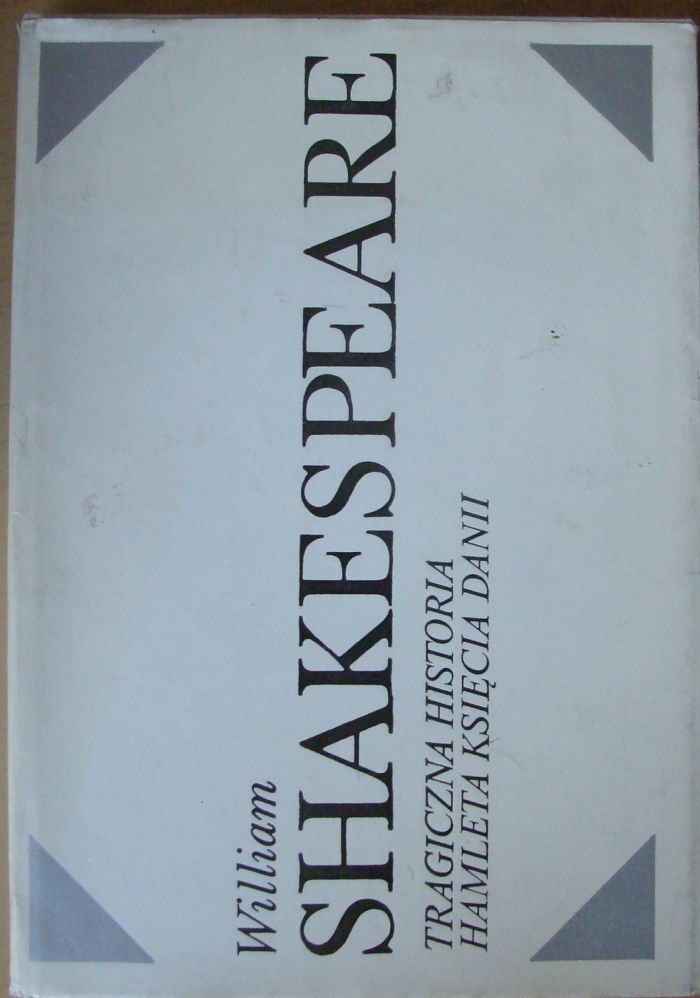 William
SHAKESPEARE
TRAGICZNA HISTORIA
HAMLETA KSIĘCIA DANII